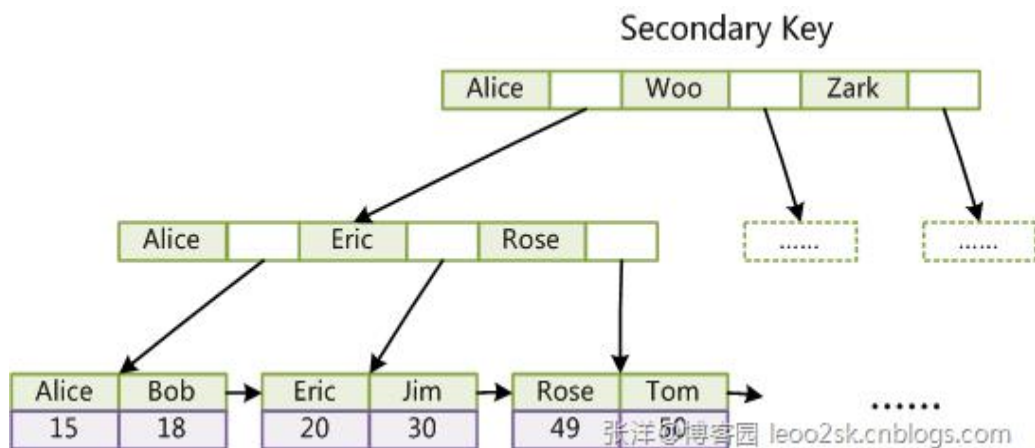 Secondary Key
Alice Woo Zark
Alice Eric Rose
...... ......
Alice Bob Eric Jim Rose Tom
......
15 18 20 30 49 50
张洋@博客园 leoo2sk.cnblogs.com